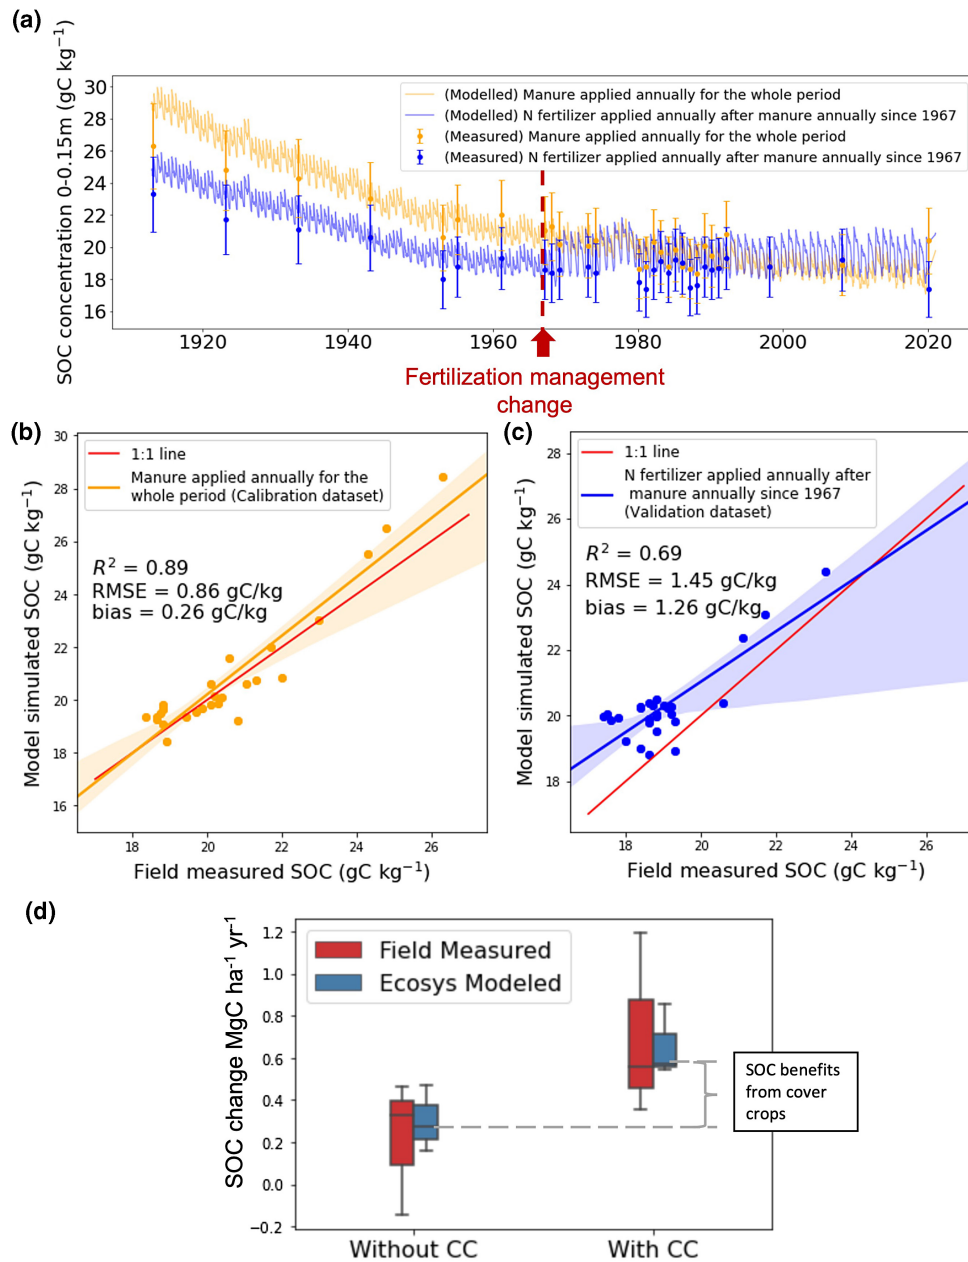 (a)
SOC concentration 0-0.15m (gC kg⁻¹)
30
28
26
24
22
20
18
16
(Modelled) Manure applied annually for the whole period
(Modelled) N fertilizer applied annually after manure annually since 1967
(Measured) Manure applied annually for the whole period
(Measured) N fertilizer applied annually after manure annually since 1967
1920 1940 1960 1980 2000 2020
Fertilization management
change
(b)
Model simulated SOC (gC kg⁻¹)
30
28
26
24
22
20
18
16
1:1 line
Manure applied annually for the
whole period (Calibration dataset)
R² = 0.89
RMSE = 0.86 gC/kg
bias = 0.26 gC/kg
18 20 22 24 26
Field measured SOC (gC kg⁻¹)
(c)
Model simulated SOC (gC kg⁻¹)
28
26
24
22
20
18
1:1 line
N fertilizer applied annually after
manure annually since 1967
(Validation dataset)
R² = 0.69
RMSE = 1.45 gC/kg
bias = 1.26 gC/kg
18 20 22 24 26
Field measured SOC (gC kg⁻¹)
(d)
SOC change MgC ha⁻¹ yr⁻¹
1.2
1.0
0.8
0.6
0.4
0.2
0.0
−0.2
Field Measured
Ecosys Modeled
SOC benefits
from cover
crops
Without CC With CC